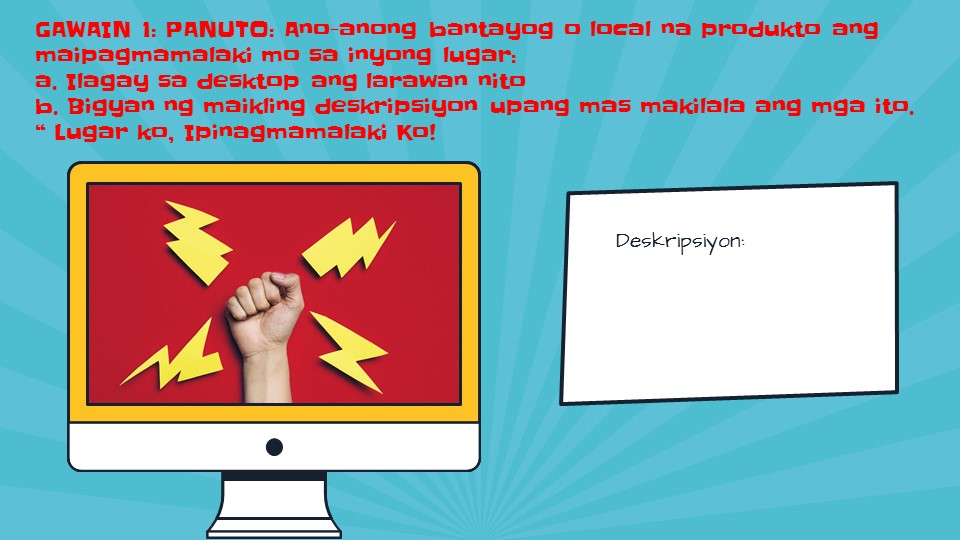 GAWAIN 1: PANUTO: Ano-anong bantayog o local na produkto ang
maipagmamalaki mo sa inyong lugar:
a. Ilagay sa desktop ang larawan nito
b. Bigyan ng maikling deskripsiyon upang mas makilala ang mga ito.
“ Lugar ko, Ipinagmamalaki Ko!
Deskripsiyon: